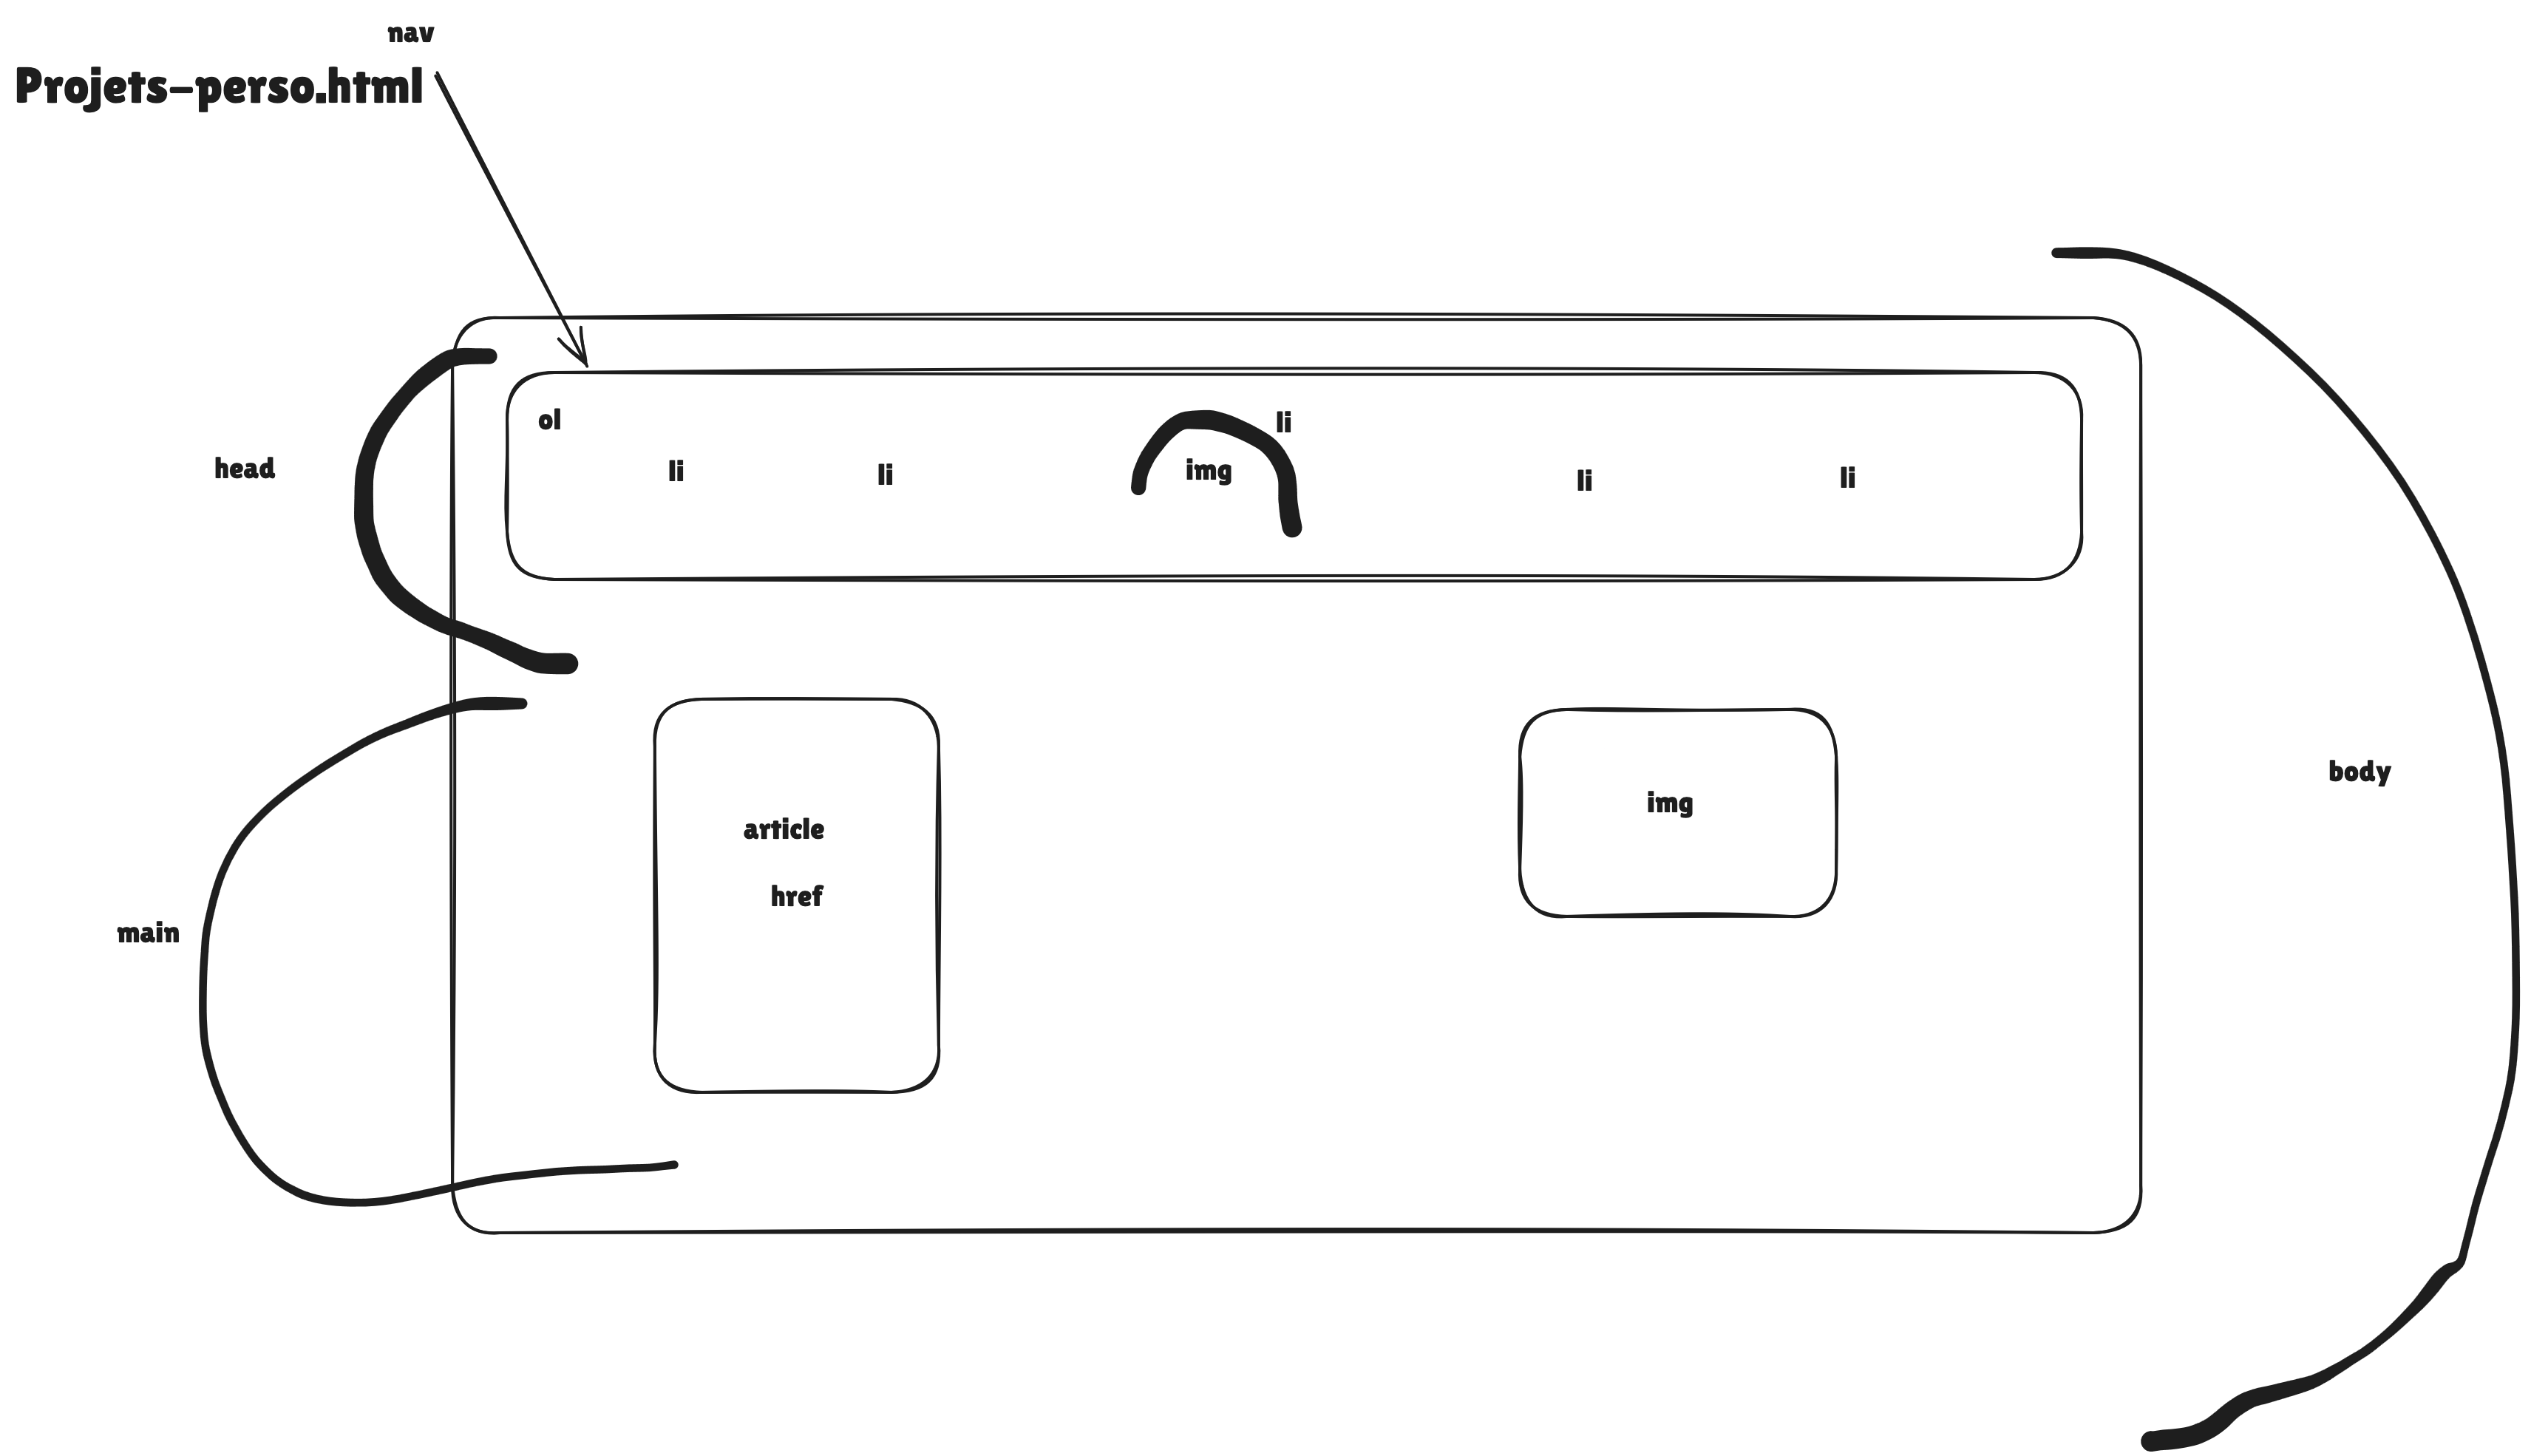 nav
Projets-perso.html
ol
li
li
li
img
li
li
head
article
href
img
body
main